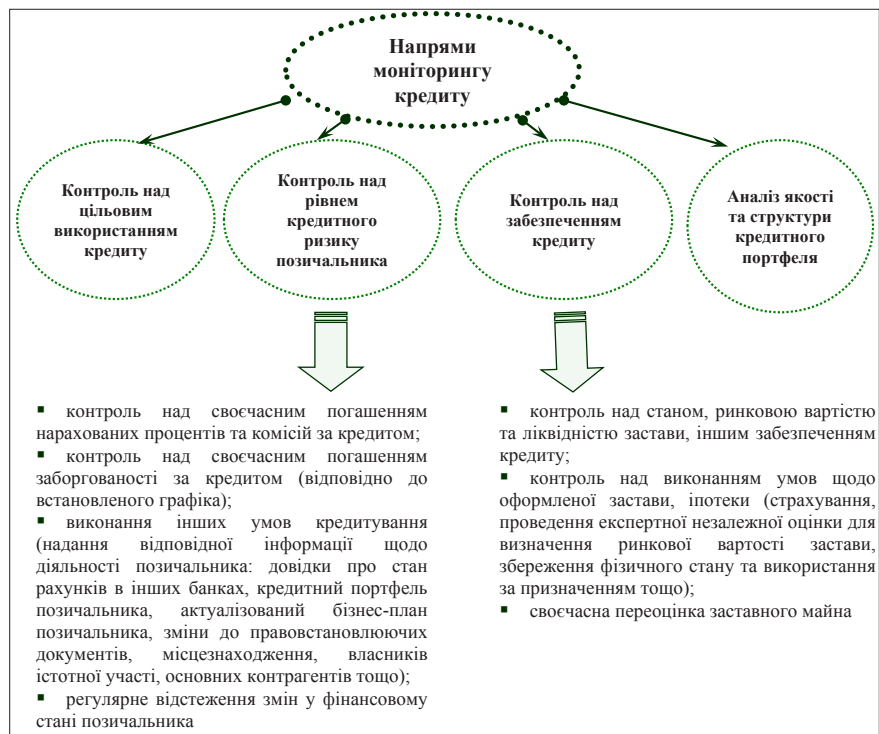 Напрями
моніторингу
кредиту
Контроль над
цільовим
використанням
кредиту
Контроль над
рівнем
кредитного
ризику
позичальника
Контроль над
забезпеченням
кредиту
Аналіз якості
та структури
кредитного
портфеля
▪ контроль над своєчасним погашенням
нарахованих процентів та комісій за кредитом;
▪ контроль над своєчасним погашенням
заборгованості за кредитом (відповідно до
встановленого графіка);
▪ виконання інших умов кредитування
(надання відповідної інформації щодо
діяльності позичальника: довідки про стан
рахунків в інших банках, кредитний портфель
позичальника, актуалізований бізнес-план
позичальника, зміни до правовстановлюючих
документів, місцезнаходження, власників
істотної участі, основних контрагентів тощо);
▪ регулярне відстеження змін у фінансовому
стані позичальника
▪ контроль над станом, ринковою вартістю
та ліквідністю застави, іншим забезпеченням
кредиту;
▪ контроль над виконанням умов щодо
оформленої застави, іпотеки (страхування,
проведення експертної незалежної оцінки для
визначення ринкової вартості застави,
збереження фізичного стану та використання
за призначенням тощо);
▪ своєчасна переоцінка заставного майна